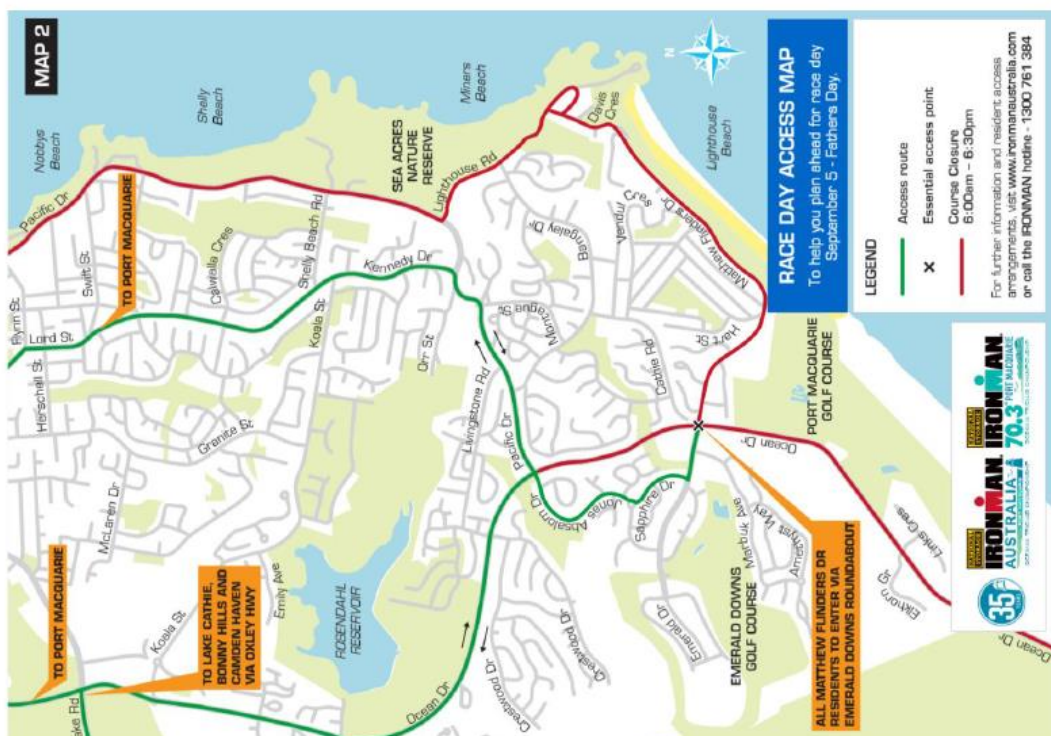 MAP 2
Nobbys
Beach
Shelly
Beach
Miners
Beach
Lighthouse
Beach
Pacific Dr
Flynn St
Swift St
TO PORT MACQUARIE
Lord St
Herschell St
Calwalla Cres
Shelly Beach Rd
SEA ACRES
NATURE
RESERVE
Lighthouse Rd
Davis
Cres
N
Kennedy Dr
Koala St
Granite St
McLaren Dr
Orr St
Montague St
Bangalay Dr
Vendul
Cres
Matthew Flinders Dr
Livingstone Rd
Pacific Dr
Hart St
Cathie Rd
TO PORT MACQUARIE
Koala St
Emily Ave
TO LAKE CATHIE,
BONNY HILLS AND
CAMDEN HAVEN
VIA OXLEY HWY
ROSENDAHL
RESERVOIR
Absalom Dr
Jonas
Sapphire Dr
Ocean Dr
Crestwood Dr
Crestwood Dr
Emerald Dr
Marbuk Ave
Amethyst Way
EMERALD DOWNS
GOLF COURSE
PORT MACQUARIE
GOLF COURSE
Ocean Dr
ALL MATTHEW FLINDERS DR
RESIDENTS TO ENTER VIA
EMERALD DOWNS ROUNDABOUT
Links Cres
Elkhorn Gr
Ocean Dr
RACE DAY ACCESS MAP
To help you plan ahead for race day
September 5 - Fathers Day.
LEGEND
Access route
Essential access point
Course Closure
6:00am – 6:30pm
For further information and resident access
arrangements, visit www.ironmanaustralia.com
or call the IRONMAN hotline - 1300 761 384
35
IRONMAN
AUSTRALIA
IRONMAN
70.3 PORT MACQUARIE